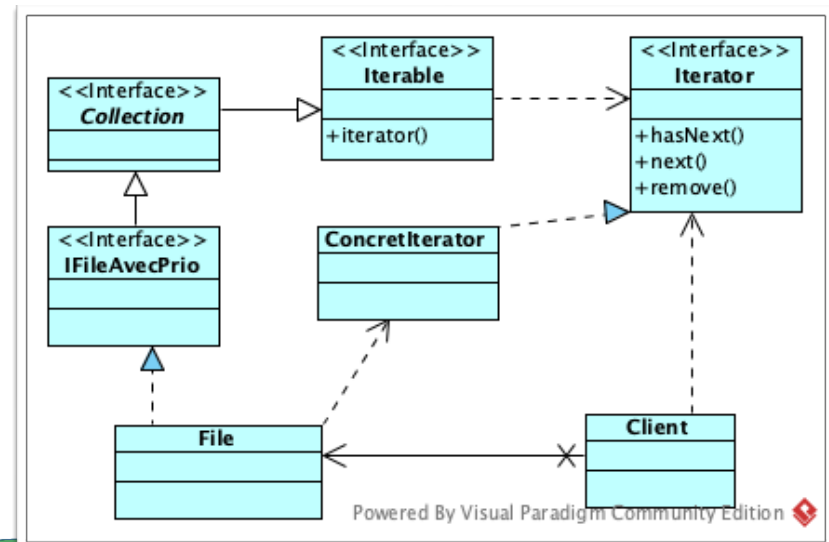 <<Interface>>
Collection
<<Interface>>
Iterable
+iterator()
<<Interface>>
Iterator
+hasNext()
+next()
+remove()
<<Interface>>
IFileAvecPrio
ConcretIterator
File
Client
Powered By Visual Paradigm Community Edition